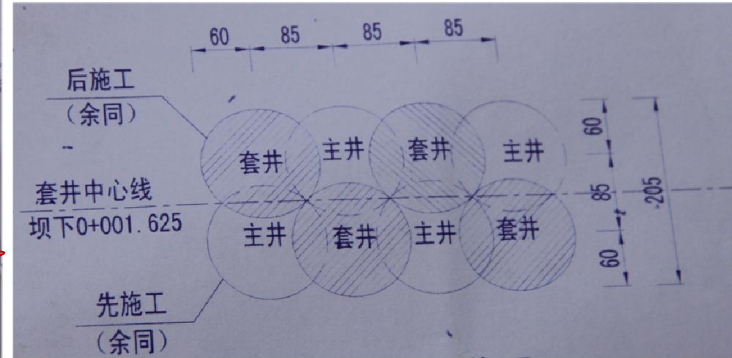 60 85 85 85
后施工
（余同）
套井 主井 套井 主井
60
85
60
205
套井中心线
坝下0+001.625
主井 套井 主井 套井
先施工
（余同）